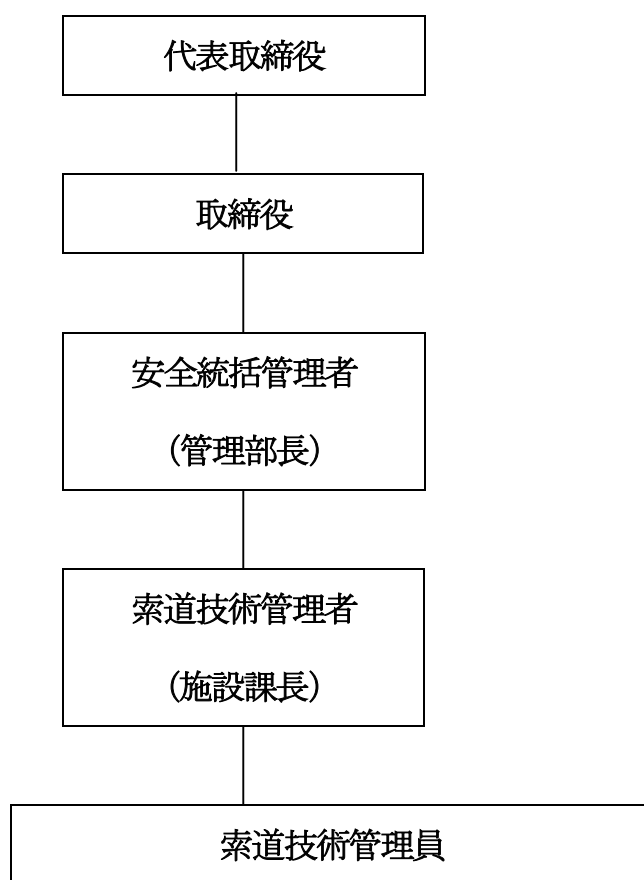 代表取締役
取締役
安全統括管理者
（管理部長）
索道技術管理者
（施設課長）
索道技術管理員